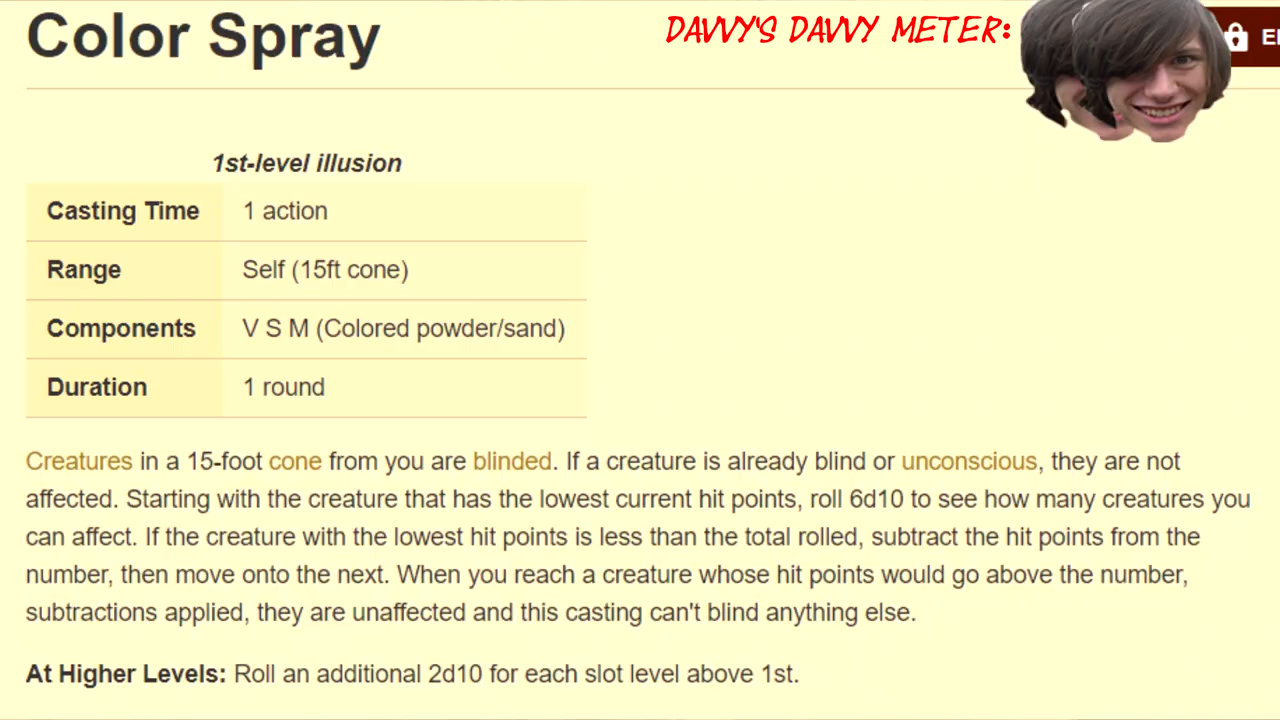 Color Spray
DAVVY'S DAVVY METER:
1st-level illusion
Casting Time 1 action
Range Self (15ft cone)
Components V S M (Colored powder/sand)
Duration 1 round
Creatures in a 15-foot cone from you are blinded. If a creature is already blind or unconscious, they are not
affected. Starting with the creature that has the lowest current hit points, roll 6d10 to see how many creatures you
can affect. If the creature with the lowest hit points is less than the total rolled, subtract the hit points from the
number, then move onto the next. When you reach a creature whose hit points would go above the number,
subtractions applied, they are unaffected and this casting can't blind anything else.
At Higher Levels: Roll an additional 2d10 for each slot level above 1st.